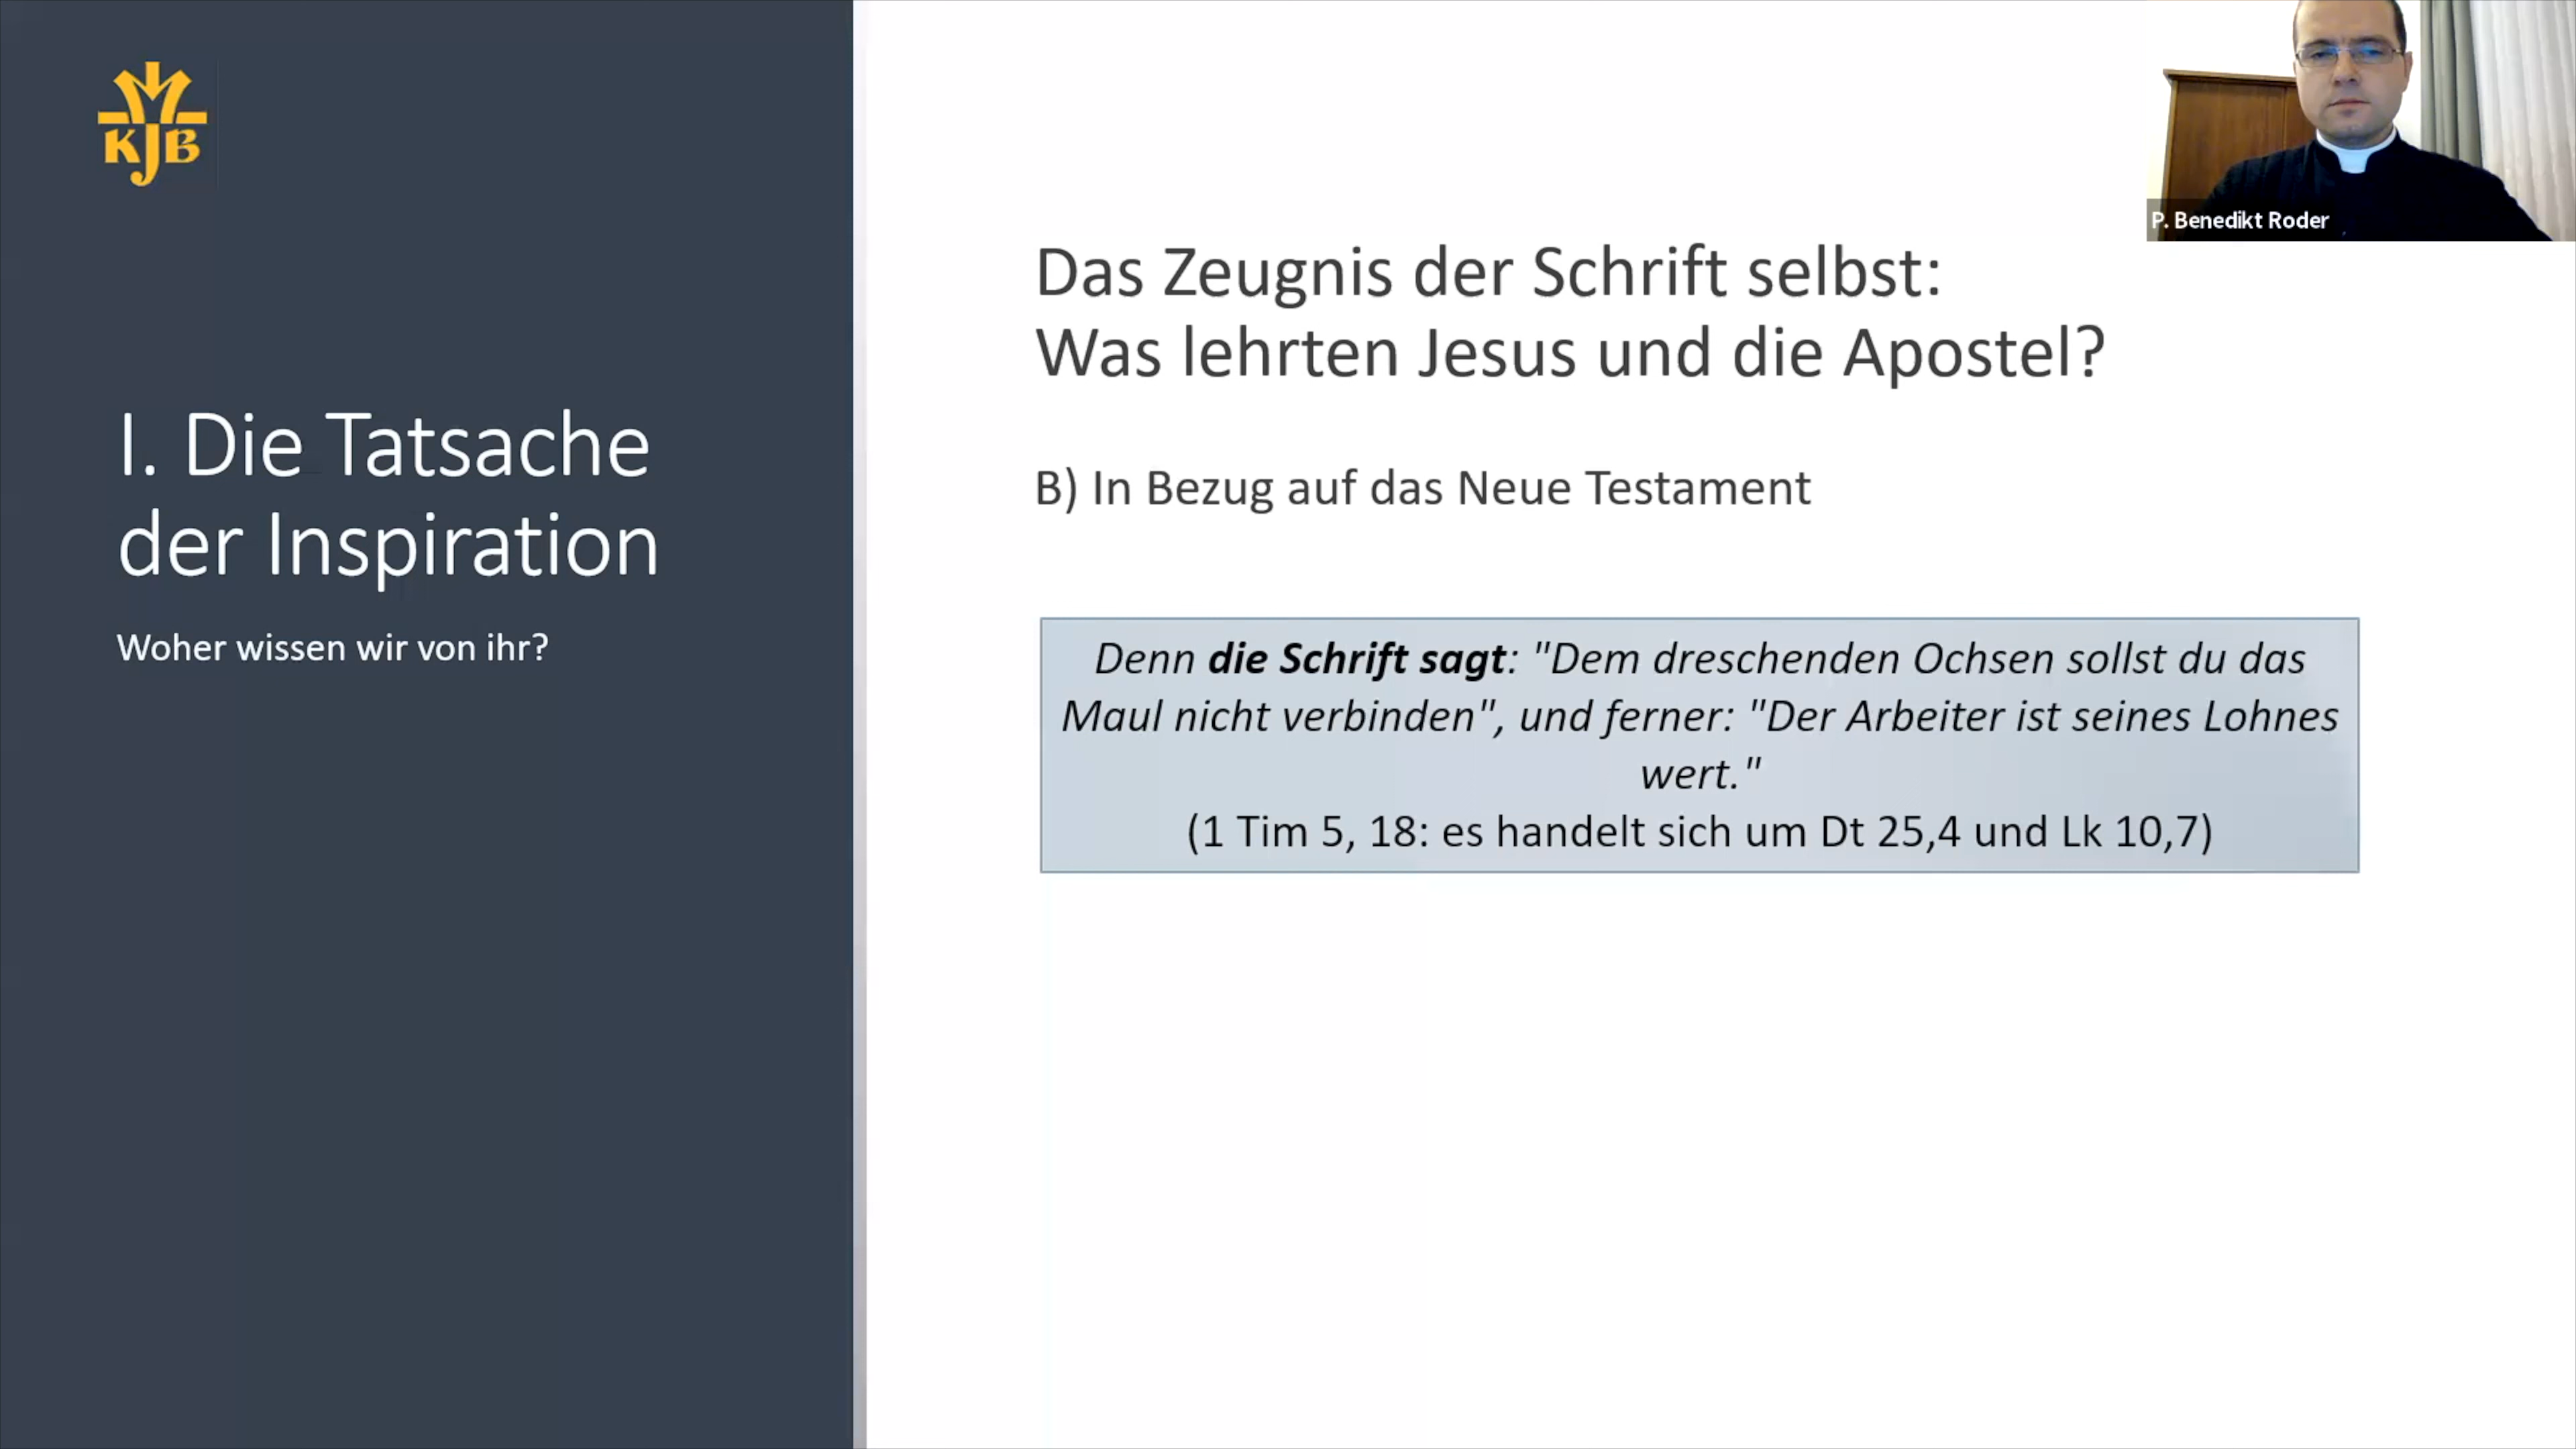 KJB
I. Die Tatsache
der Inspiration
Woher wissen wir von ihr?
P. Benedikt Roder
Das Zeugnis der Schrift selbst:
Was lehrten Jesus und die Apostel?
B) In Bezug auf das Neue Testament
Denn die Schrift sagt: "Dem dreschenden Ochsen sollst du das
Maul nicht verbinden", und ferner: "Der Arbeiter ist seines Lohnes
wert."
(1 Tim 5, 18: es handelt sich um Dt 25,4 und Lk 10,7)